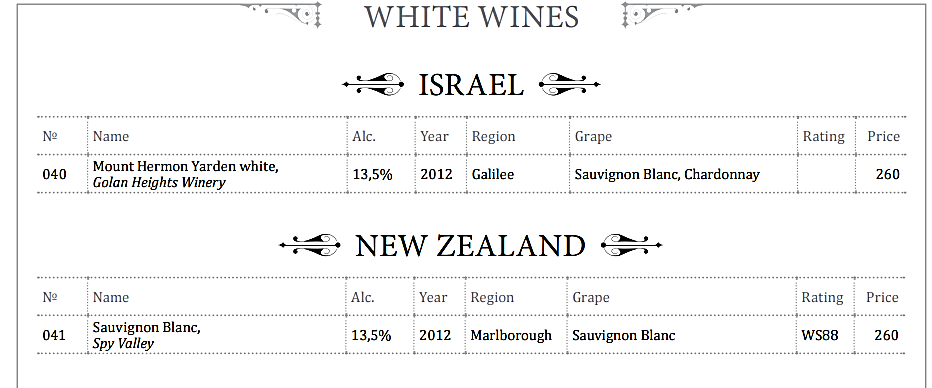 WHITE WINES
ISRAEL
№ Name Alc. Year Region Grape Rating Price
040 Mount Hermon Yarden white, 13,5% 2012 Galilee Sauvignon Blanc, Chardonnay 260
Golan Heights Winery
NEW ZEALAND
№ Name Alc. Year Region Grape Rating Price
041 Sauvignon Blanc, 13,5% 2012 Marlborough Sauvignon Blanc WS88 260
Spy Valley